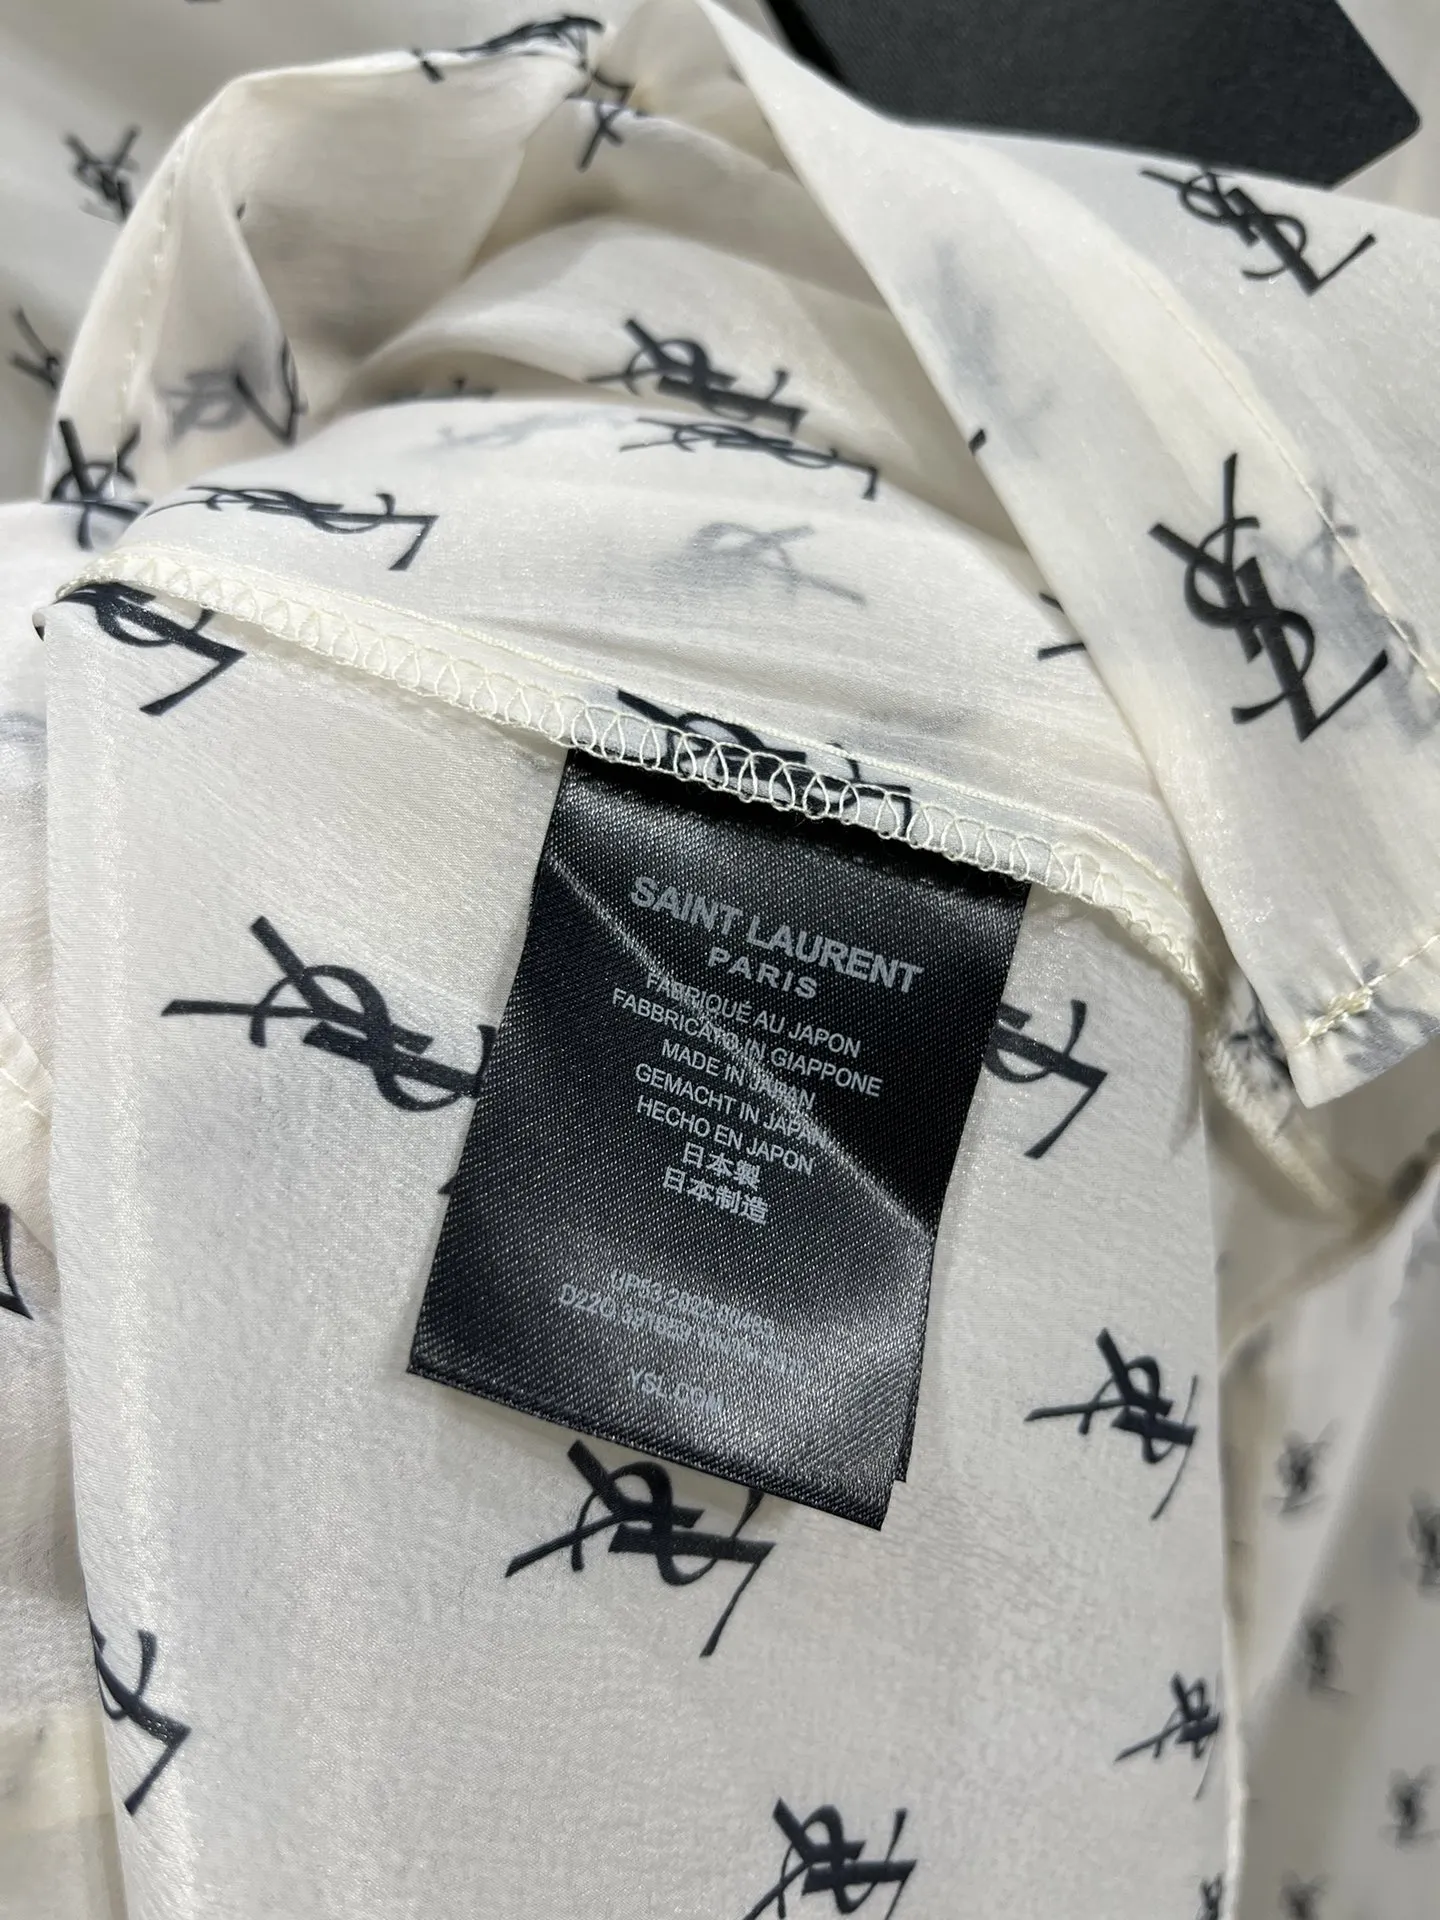 SAINT LAURENT
PARIS
FABRIQUÉ AU JAPON
FABBRICATO IN GIAPPONE
MADE IN JAPAN
GEMACHT IN JAPAN
HECHO EN JAPON
日本製
日本制造
YSL.COM